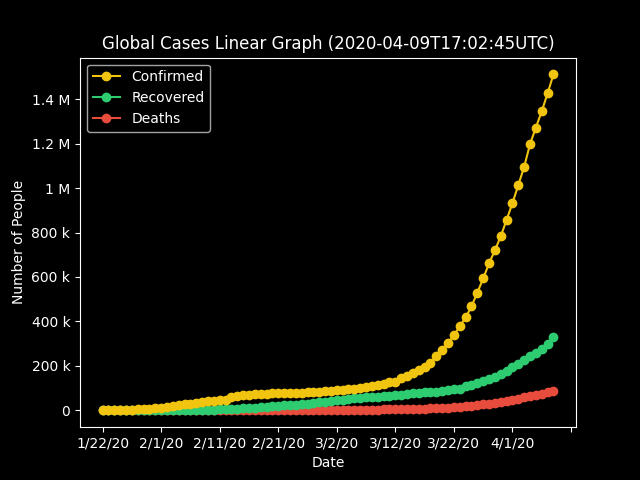 Global Cases Linear Graph (2020-04-09T17:02:45UTC)
Confirmed
Recovered
Deaths
1.4 M
1.2 M
1 M
800 k
600 k
400 k
200 k
0
Number of People
1/22/20 2/1/20 2/11/20 2/21/20 3/2/20 3/12/20 3/22/20 4/1/20
Date